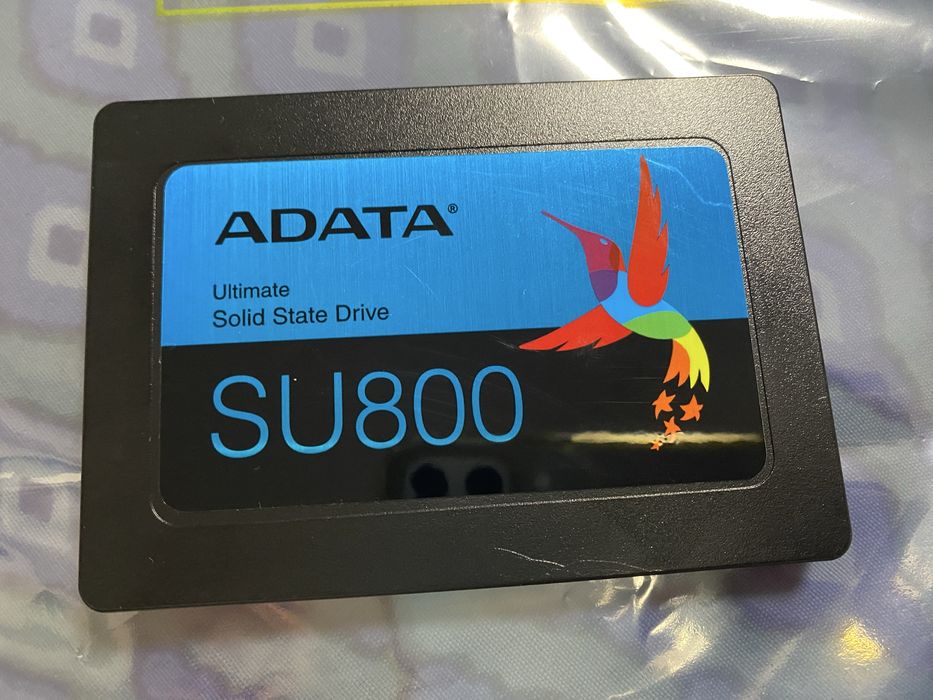 ADATA®
Ultimate
Solid State Drive
SU800